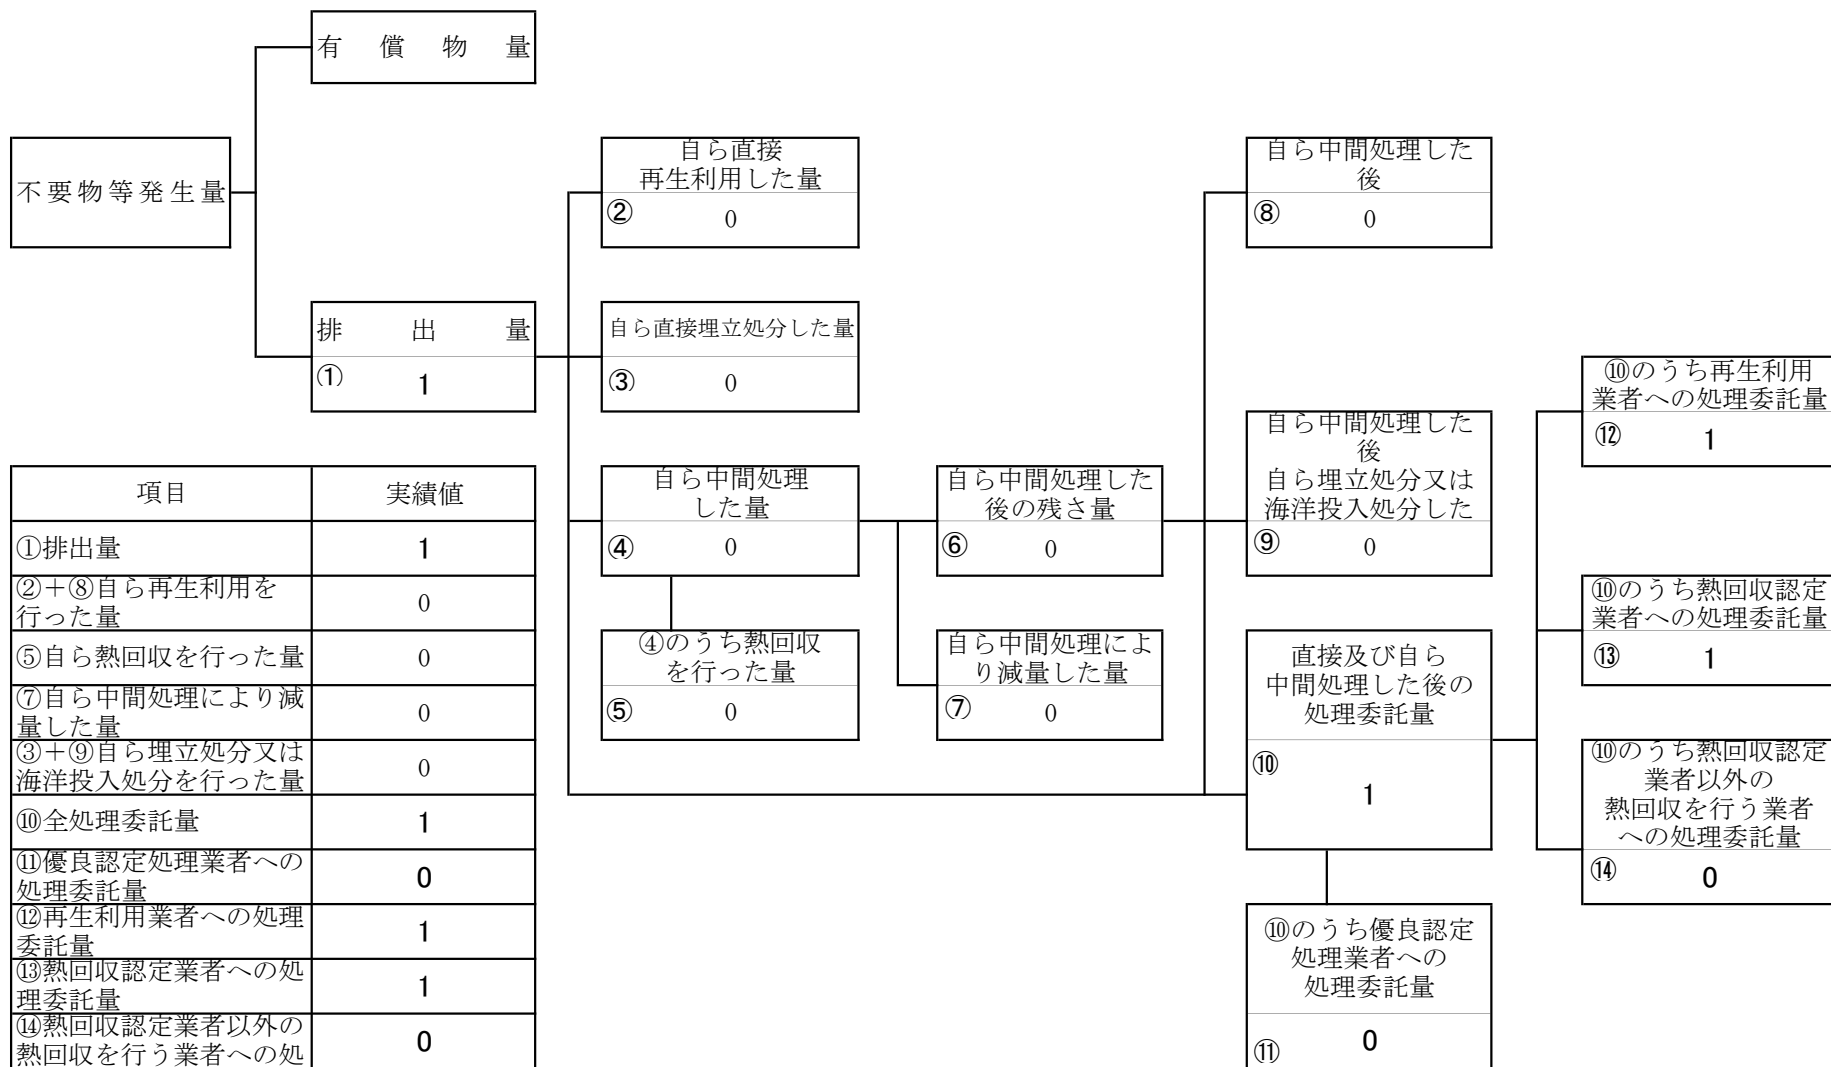 有償物量
不要物等発生量
排出量
① 1
自ら直接
再生利用した量
② 0
自ら直接埋立処分した量
③ 0
自ら中間処理
した量
④ 0
④のうち熱回収
を行った量
⑤ 0
自ら中間処理した
後の残さ量
⑥ 0
自ら中間処理によ
り減量した量
⑦ 0
自ら中間処理した
後
⑧ 0
自ら中間処理した
後
自ら埋立処分又は
海洋投入処分した
⑨ 0
直接及び自ら
中間処理した後の
処理委託量
⑩
1
⑩のうち優良認定
処理業者への
処理委託量
⑪ 0
⑩のうち再生利用
業者への処理委託量
⑫ 1
⑩のうち熱回収認定
業者への処理委託量
⑬ 1
⑩のうち熱回収認定
業者以外の
熱回収を行う業者
への処理委託量
⑭ 0
項目 実績値
①排出量 1
②+⑧自ら再生利用を
行った量 0
⑤自ら熱回収を行った量 0
⑦自ら中間処理により減
量した量 0
③+⑨自ら埋立処分又は
海洋投入処分を行った量 0
⑩全処理委託量 1
⑪優良認定処理業者への
処理委託量 0
⑫再生利用業者への処理
委託量 1
⑬熱回収認定業者への処
理委託量 1
⑭熱回収認定業者以外の
熱回収を行う業者への処 0